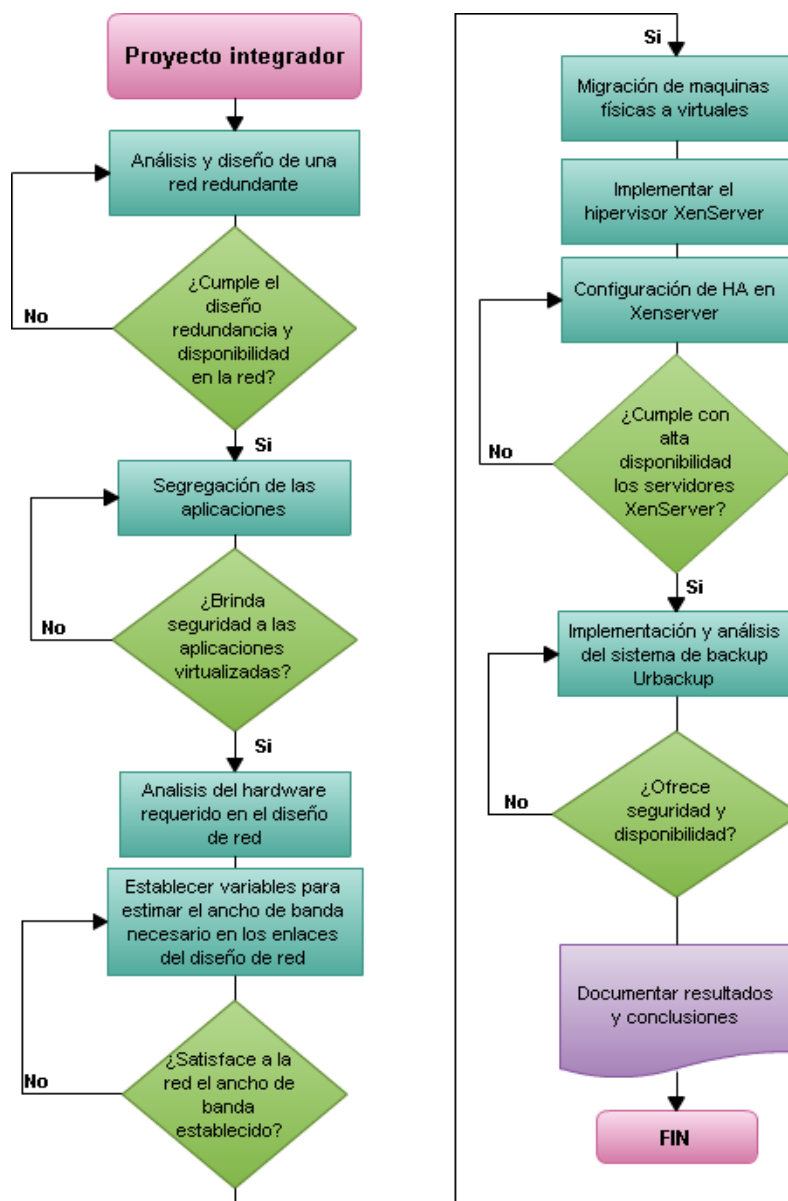 Proyecto integrador
Análisis y diseño de una
red redundante
¿Cumple el
diseño
redundancia y
disponibilidad
en la red?
No
Si
Segregación de las
aplicaciones
¿Brinda
seguridad a las
aplicaciones
virtualizadas?
No
Si
Analisis del hardware
requerido en el diseño
de red
Establecer variables para
estimar el ancho de banda
necesario en los enlaces
del diseño de red
¿Satisface a la
red el ancho de
banda
establecido?
No
Si
Migración de maquinas
físicas a virtuales
Implementar el
hipervisor XenServer
Configuración de HA en
Xenserver
¿Cumple con
alta
disponibilidad
los servidores
XenServer?
No
Si
Implementación y análisis
del sistema de backup
Urbackup
¿Ofrece
seguridad y
disponibilidad?
No
Documentar resultados
y conclusiones
FIN